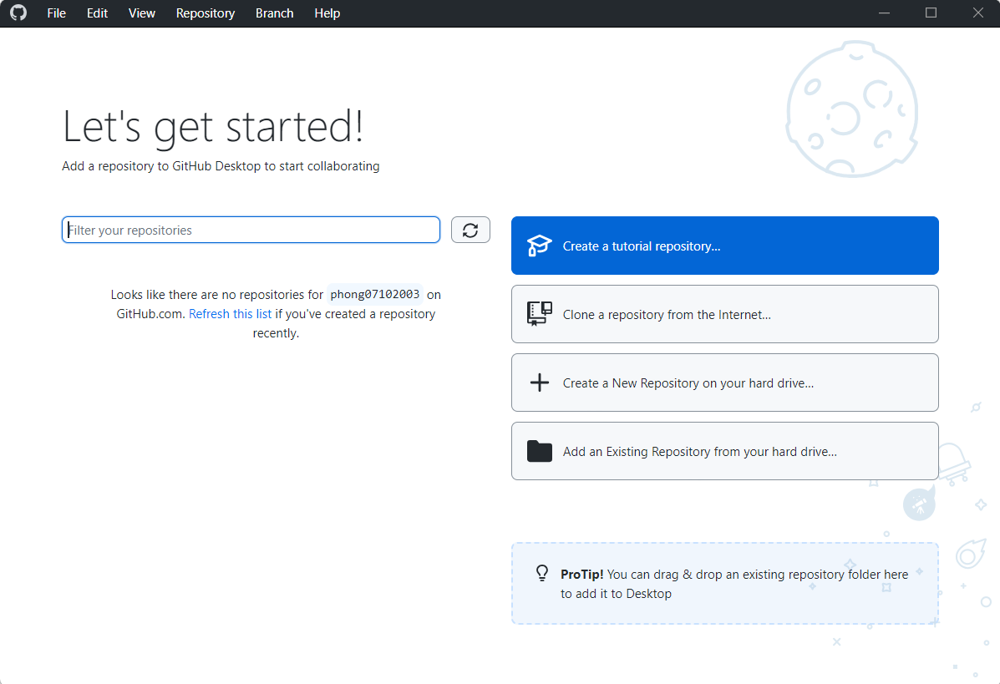 File Edit View Repository Branch Help
Let's get started!
Add a repository to GitHub Desktop to start collaborating
Filter your repositories
Looks like there are no repositories for phong07102003 on
GitHub.com. Refresh this list if you've created a repository
recently.
Create a tutorial repository...
Clone a repository from the Internet...
Create a New Repository on your hard drive...
Add an Existing Repository from your hard drive...
ProTip! You can drag & drop an existing repository folder here
to add it to Desktop